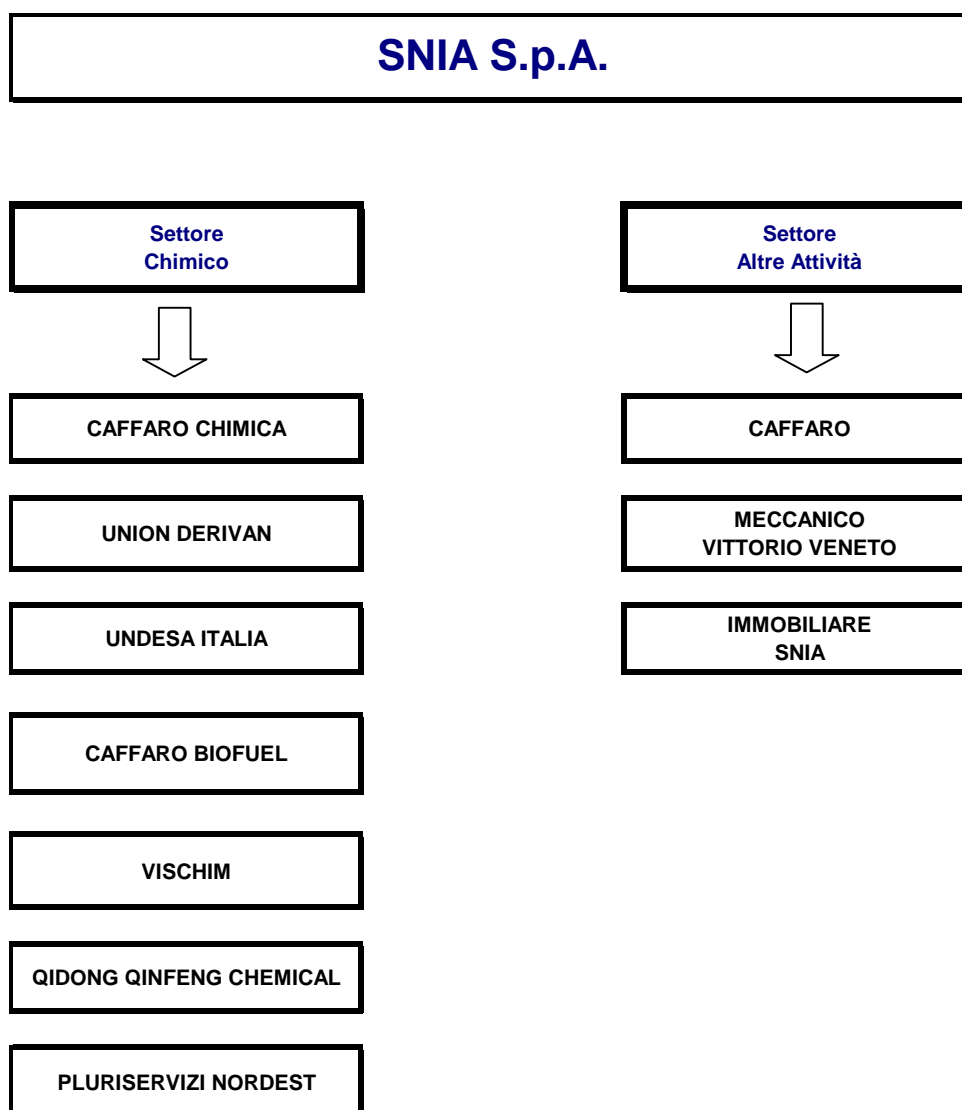 SNIA S.p.A.
Settore
Chimico
CAFFARO CHIMICA
UNION DERIVAN
UNDESA ITALIA
CAFFARO BIOFUEL
VISCHIM
QIDONG QINFENG CHEMICAL
PLURISERVIZI NORDEST
Settore
Altre Attività
CAFFARO
MECCANICO
VITTORIO VENETO
IMMOBILIARE
SNIA